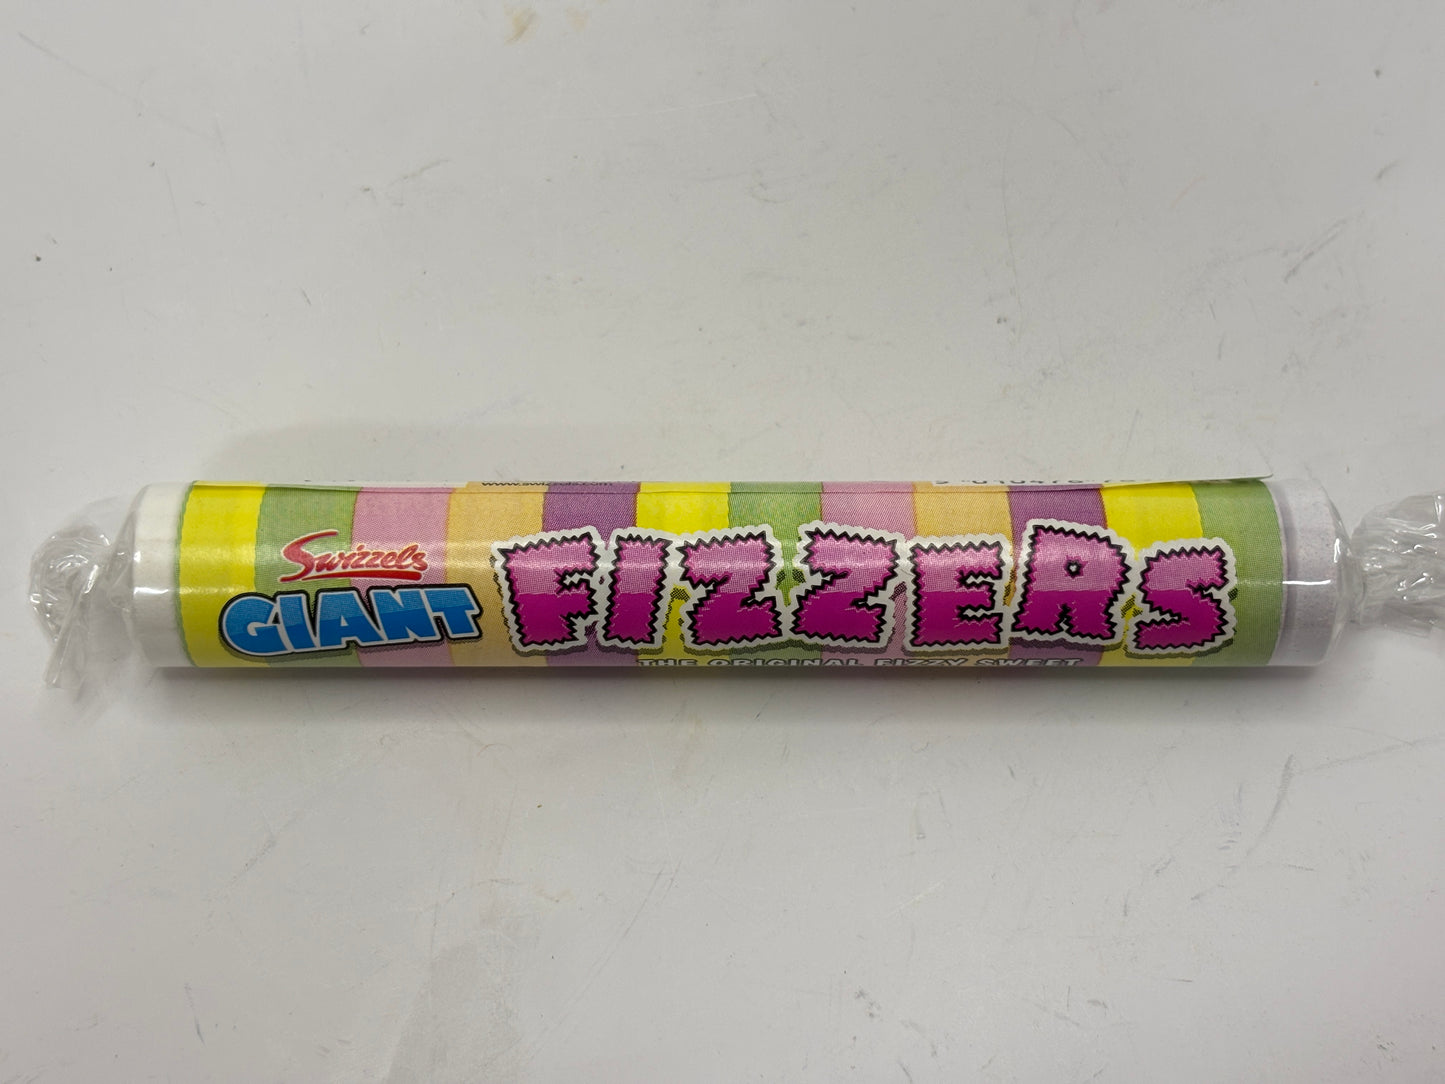 Swizzels
GIANT
FIZZERS
THE ORIGINAL FIZZY SWEET